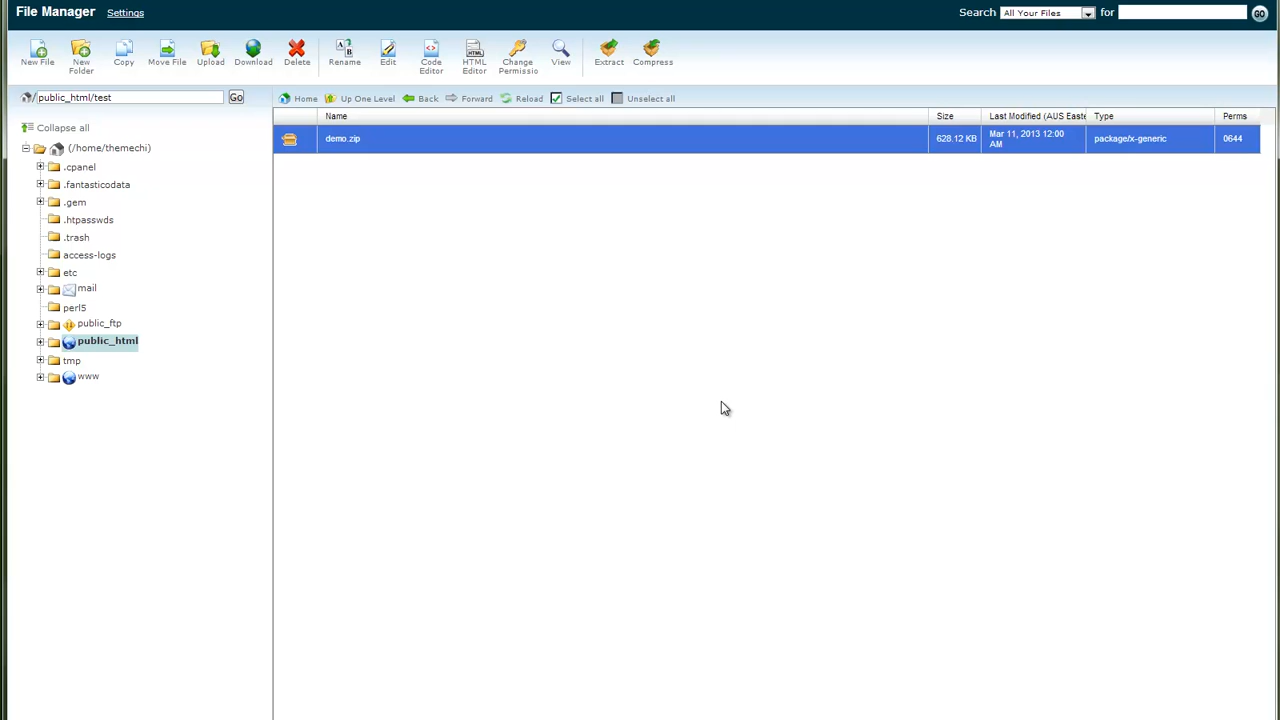 File Manager Settings Search All Your Files for GO
New File New Folder Copy Move File Upload Download Delete Rename Edit Code Editor HTML Editor Change Permissio View Extract Compress
/ public_html/test Go Home Up One Level Back Forward Reload Select all Unselect all
Name Size Last Modified (AUS Easte Type Perms
Collapse all
demo.zip 628.12 KB Mar 11, 2013 12:00 AM package/x-generic 0644
(/home/themechi)
.cpanel
.fantasticodata
.gem
.htpasswds
.trash
access-logs
etc
mail
perl5
public_ftp
public_html
tmp
www